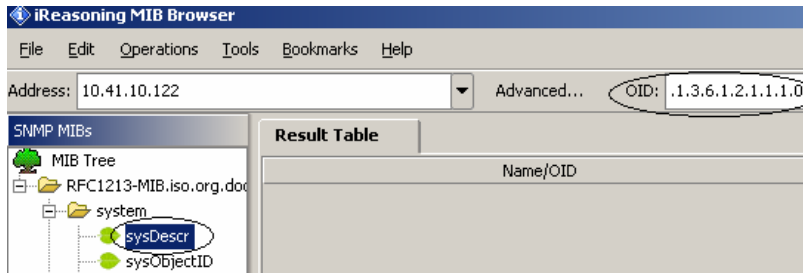 iReasoning MIB Browser
File Edit Operations Tools Bookmarks Help
Address: 10.41.10.122 Advanced... OID: .1.3.6.1.2.1.1.1.0
SNMP MIBs
Result Table
MIB Tree
Name/OID
RFC1213-MIB.iso.org.dod
system
sysDescr
sysObjectID